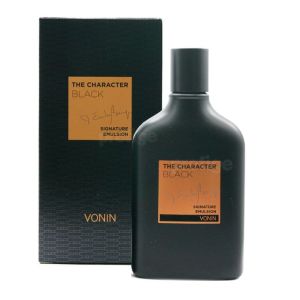 THE CHARACTER
BLACK
SIGNATURE
EMULSION
VONIN
THE CHARACTER
BLACK
SIGNATURE
EMULSION
VONIN